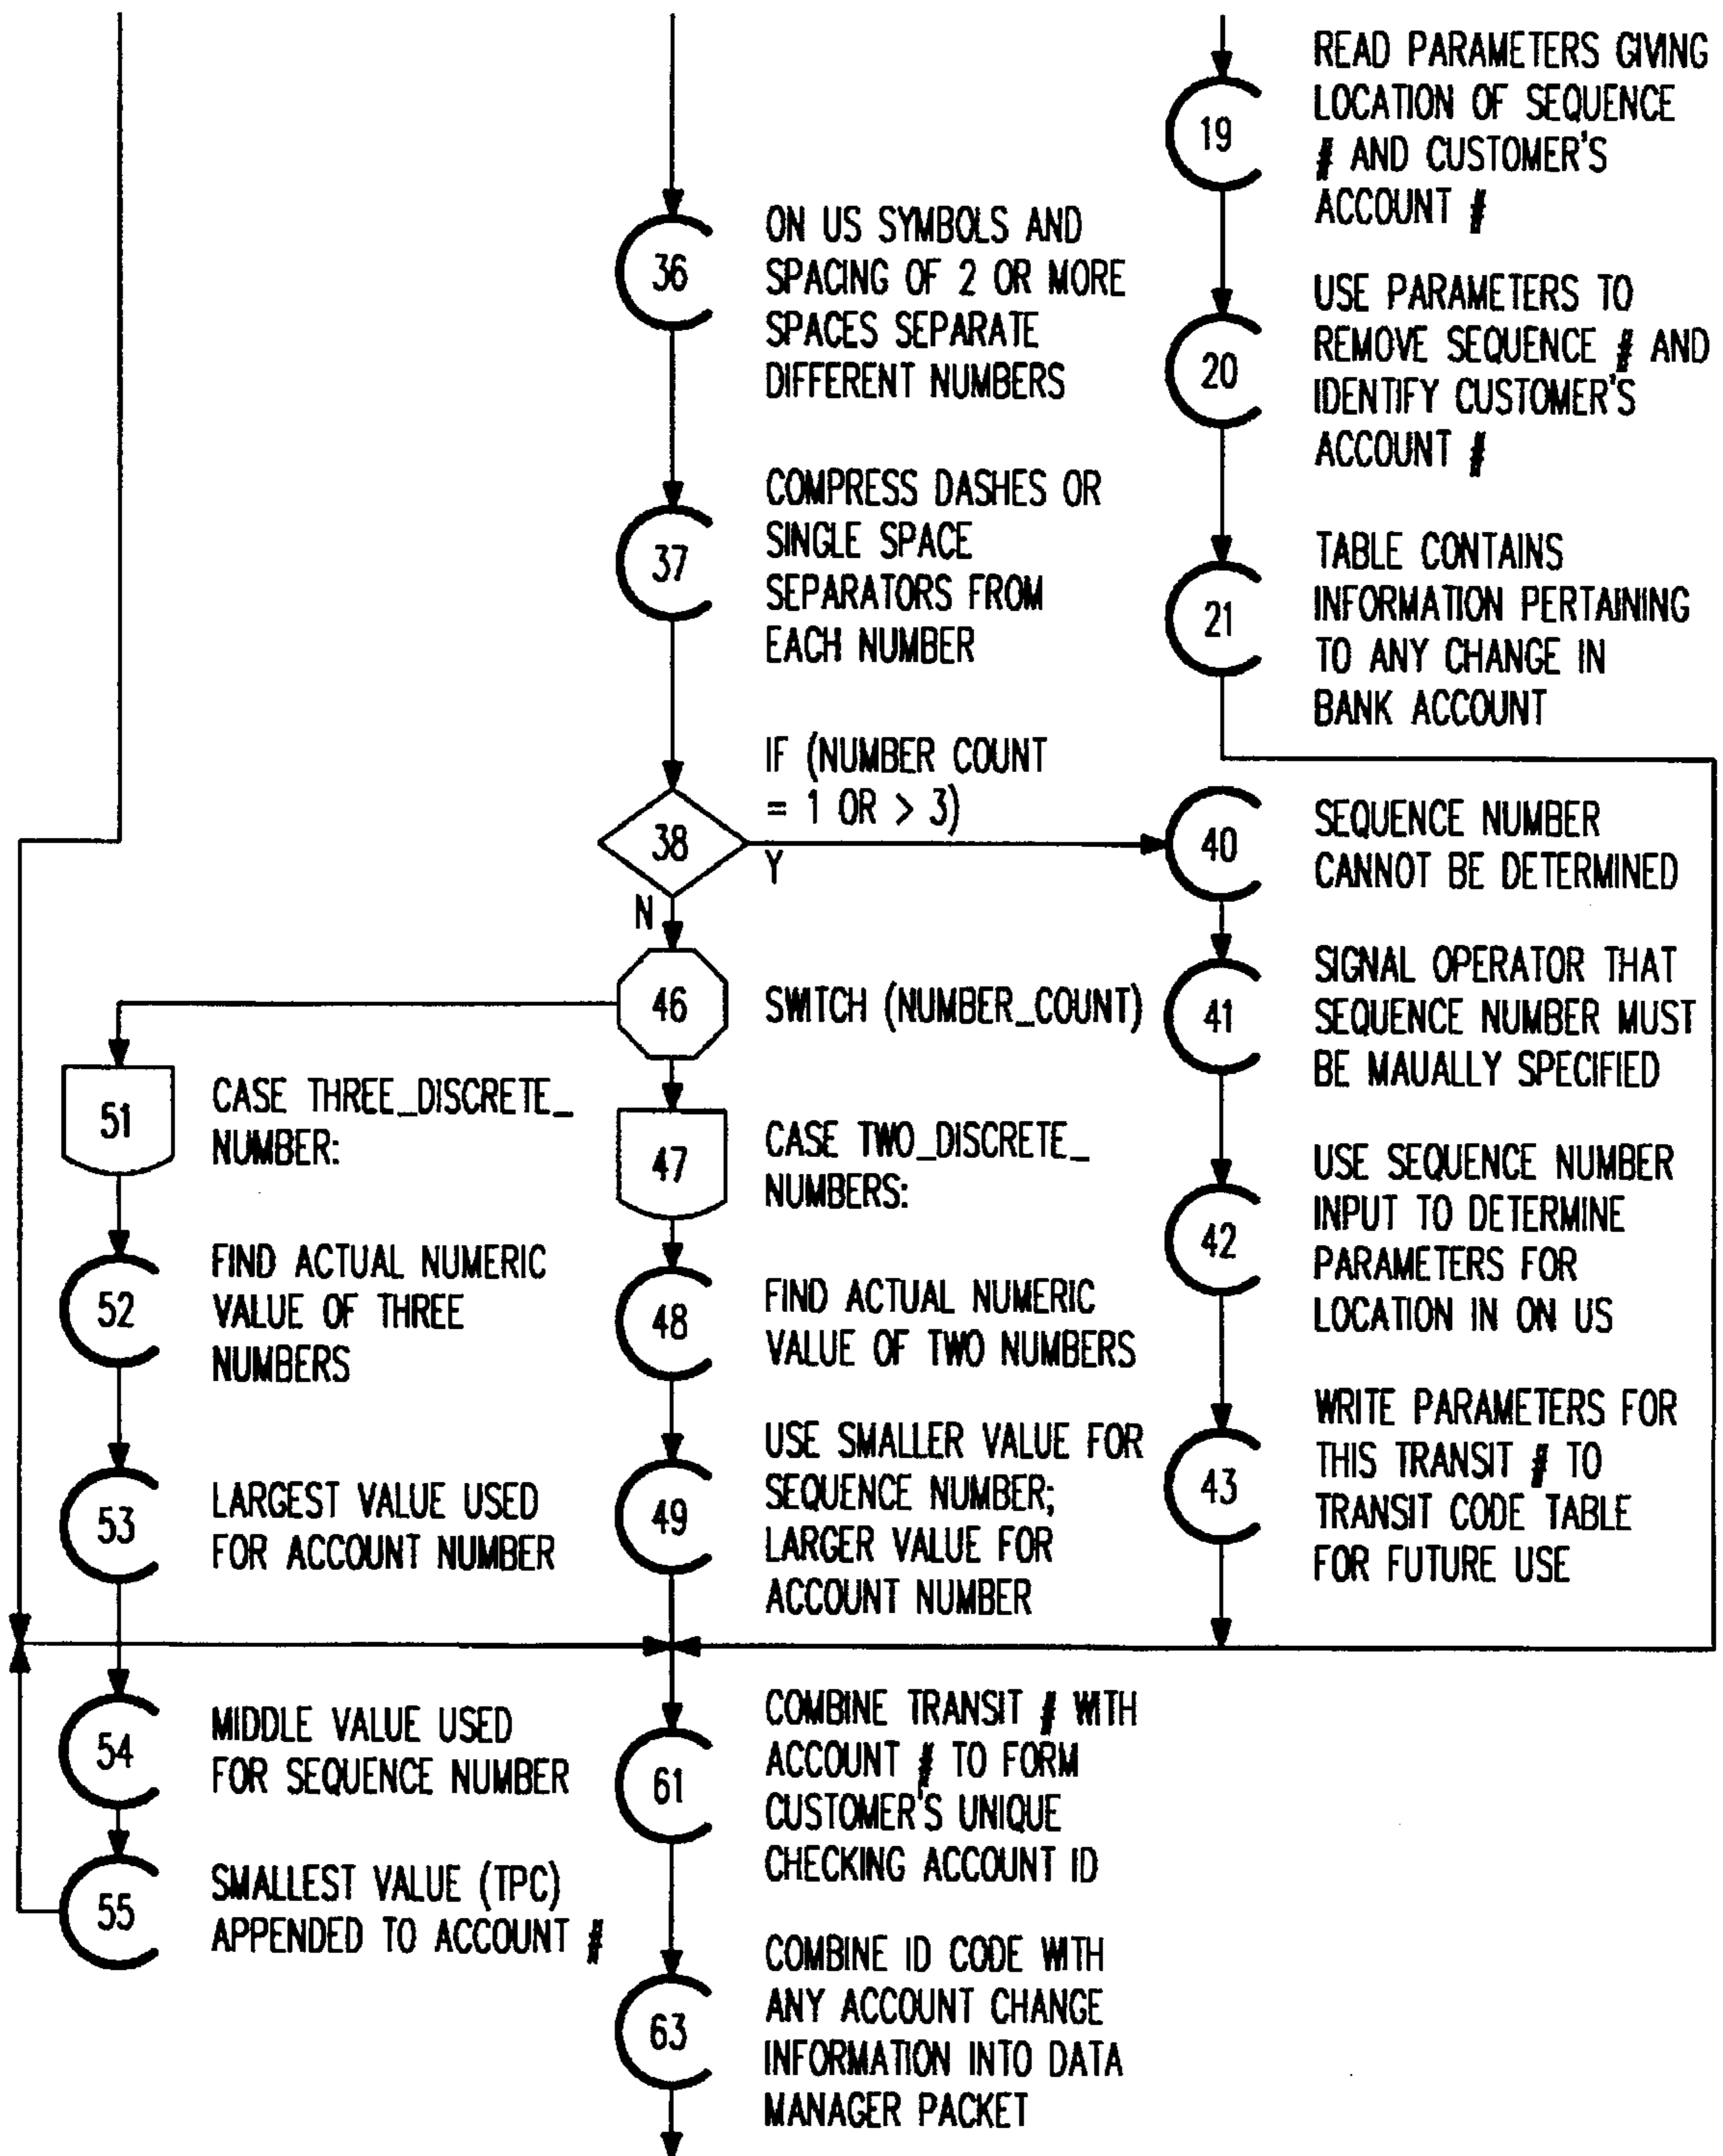 READ PARAMETERS GIVING
LOCATION OF SEQUENCE
# AND CUSTOMER'S
ACCOUNT #
19
ON US SYMBOLS AND
SPACING OF 2 OR MORE
SPACES SEPARATE
DIFFERENT NUMBERS
36
USE PARAMETERS TO
REMOVE SEQUENCE # AND
IDENTIFY CUSTOMER'S
ACCOUNT #
20
COMPRESS DASHES OR
SINGLE SPACE
SEPARATORS FROM
EACH NUMBER
37
TABLE CONTAINS
INFORMATION PERTAINING
TO ANY CHANGE IN
BANK ACCOUNT
21
IF (NUMBER COUNT
= 1 OR > 3)
38
Y
N
40
SEQUENCE NUMBER
CANNOT BE DETERMINED
46
SWITCH (NUMBER_COUNT)
41
SIGNAL OPERATOR THAT
SEQUENCE NUMBER MUST
BE MAUALLY SPECIFIED
51
CASE THREE_DISCRETE_
NUMBER:
47
CASE TWO_DISCRETE_
NUMBERS:
42
USE SEQUENCE NUMBER
INPUT TO DETERMINE
PARAMETERS FOR
LOCATION IN ON US
52
FIND ACTUAL NUMERIC
VALUE OF THREE
NUMBERS
48
FIND ACTUAL NUMERIC
VALUE OF TWO NUMBERS
43
WRITE PARAMETERS FOR
THIS TRANSIT # TO
TRANSIT CODE TABLE
FOR FUTURE USE
53
LARGEST VALUE USED
FOR ACCOUNT NUMBER
49
USE SMALLER VALUE FOR
SEQUENCE NUMBER;
LARGER VALUE FOR
ACCOUNT NUMBER
54
MIDDLE VALUE USED
FOR SEQUENCE NUMBER
61
COMBINE TRANSIT # WITH
ACCOUNT # TO FORM
CUSTOMER'S UNIQUE
CHECKING ACCOUNT ID
55
SMALLEST VALUE (TPC)
APPENDED TO ACCOUNT #
63
COMBINE ID CODE WITH
ANY ACCOUNT CHANGE
INFORMATION INTO DATA
MANAGER PACKET